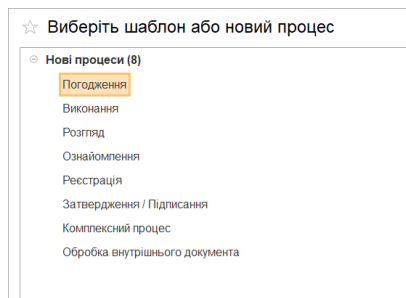 Виберіть шаблон або новий процес
Нові процеси (8)
Погодження
Виконання
Розгляд
Ознайомлення
Реєстрація
Затвердження / Підписання
Комплексний процес
Обробка внутрішнього документа